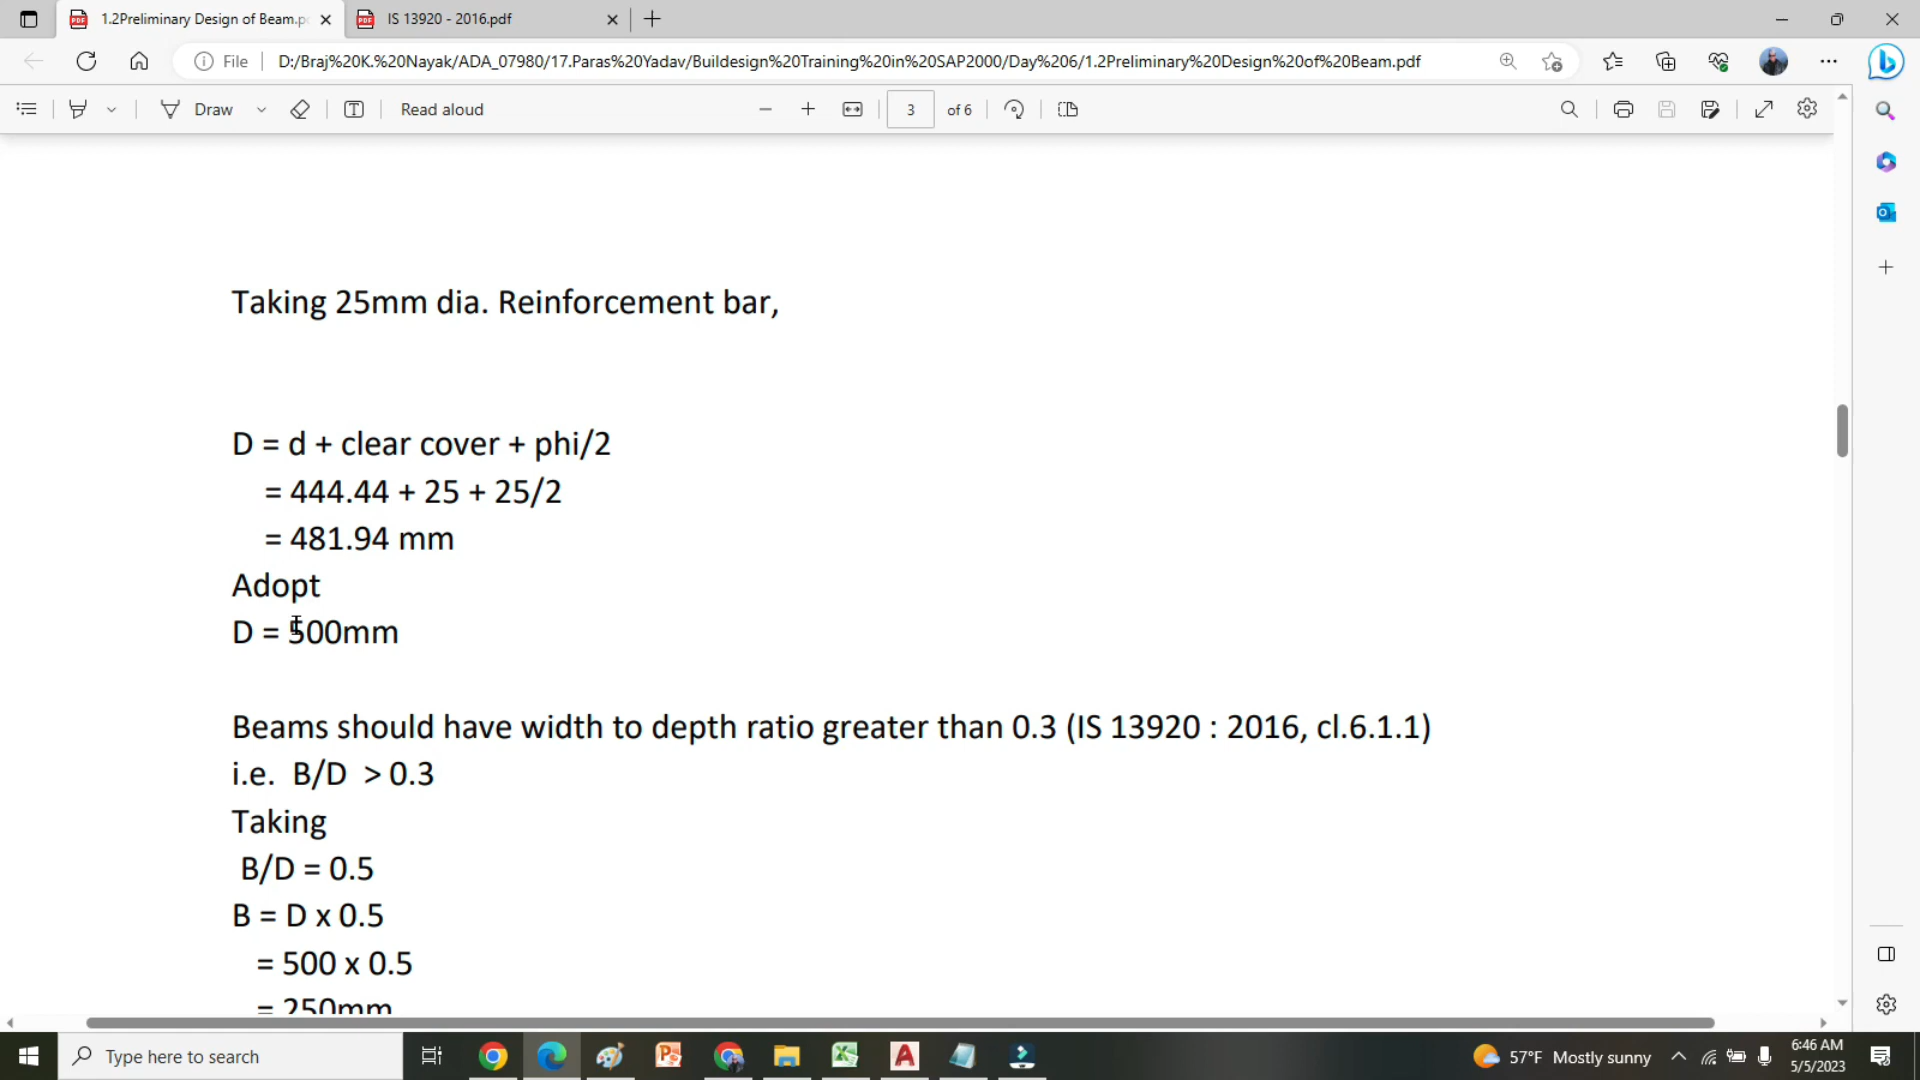 1.2Preliminary Design of Beam.p
IS 13920 - 2016.pdf
File
D:/Braj%20K.%20Nayak/ADA_07980/17.Paras%20Yadav/Buildesign%20Training%20in%20SAP2000/Day%206/1.2Preliminary%20Design%20of%20Beam.pdf
Draw
Read aloud
3
of 6
Taking 25mm dia. Reinforcement bar,
D = d + clear cover + phi/2
= 444.44 + 25 + 25/2
= 481.94 mm
Adopt
D = 500mm
Beams should have width to depth ratio greater than 0.3 (IS 13920 : 2016, cl.6.1.1)
i.e. B/D > 0.3
Taking
B/D = 0.5
B = D x 0.5
= 500 x 0.5
= 250mm
Type here to search
57°F Mostly sunny
6:46 AM
5/5/2023